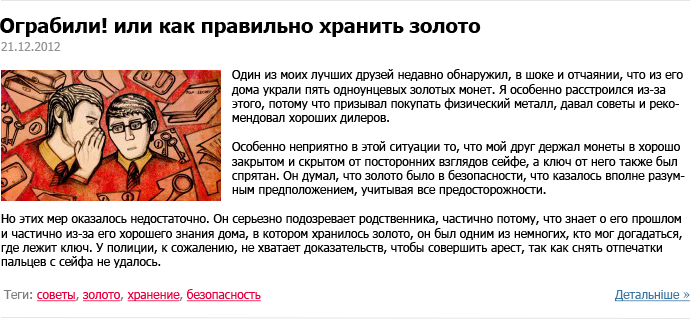 Ограбили! или как правильно хранить золото
21.12.2012
Один из моих лучших друзей недавно обнаружил, в шоке и отчаянии, что из его
дома украли пять одноунцевых золотых монет. Я особенно расстроился из-за
этого, потому что призывал покупать физический металл, давал советы и реко-
мендовал хороших дилеров.
Особенно неприятно в этой ситуации то, что мой друг держал монеты в хорошо
закрытом и скрытом от посторонних взглядов сейфе, а ключ от него также был
спрятан. Он думал, что золото было в безопасности, что казалось вполне разум-
ным предположением, учитывая все предосторожности.
Но этих мер оказалось недостаточно. Он серьезно подозревает родственника, частично потому, что знает о его прошлом
и частично из-за его хорошего знания дома, в котором хранилось золото, он был одним из немногих, кто мог догадаться,
где лежит ключ. У полиции, к сожалению, не хватает доказательств, чтобы совершить арест, так как снять отпечатки
пальцев с сейфа не удалось.
Теги: советы, золото, хранение, безопасность
Детальніше »